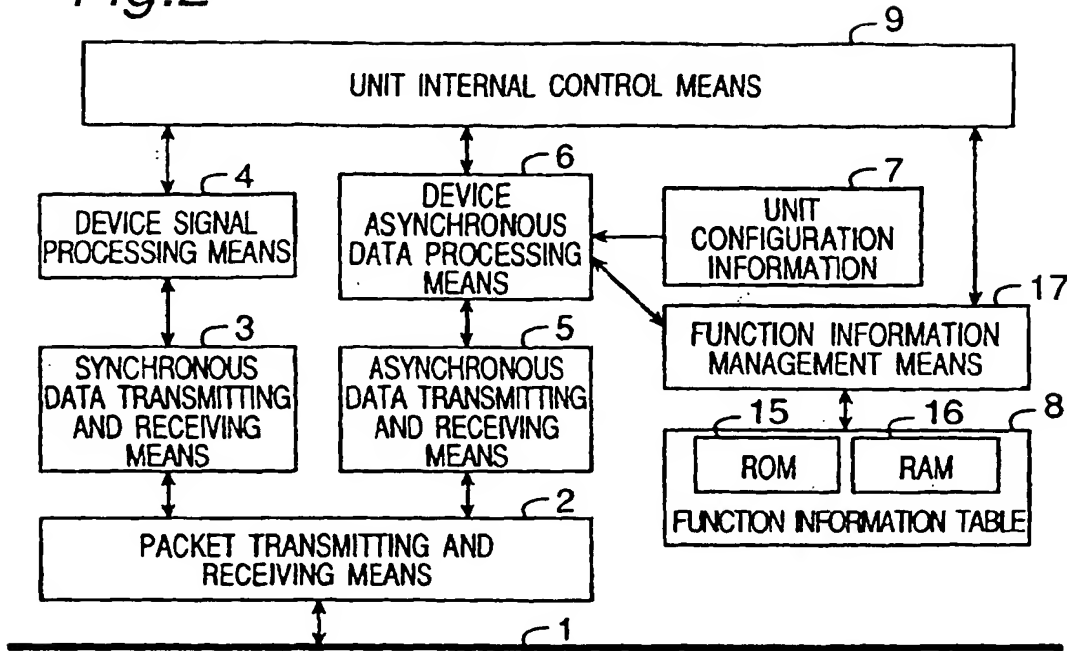 Fig.2
9
UNIT INTERNAL CONTROL MEANS
4
DEVICE SIGNAL
PROCESSING MEANS
6
DEVICE
ASYNCHRONOUS
DATA PROCESSING
MEANS
7
UNIT
CONFIGURATION
INFORMATION
17
FUNCTION INFORMATION
MANAGEMENT MEANS
3
SYNCHRONOUS
DATA TRANSMITTING
AND RECEIVING
MEANS
5
ASYNCHRONOUS
DATA TRANSMITTING
AND RECEIVING
MEANS
8
15
ROM
16
RAM
FUNCTION INFORMATION TABLE
2
PACKET TRANSMITTING AND
RECEIVING MEANS
1